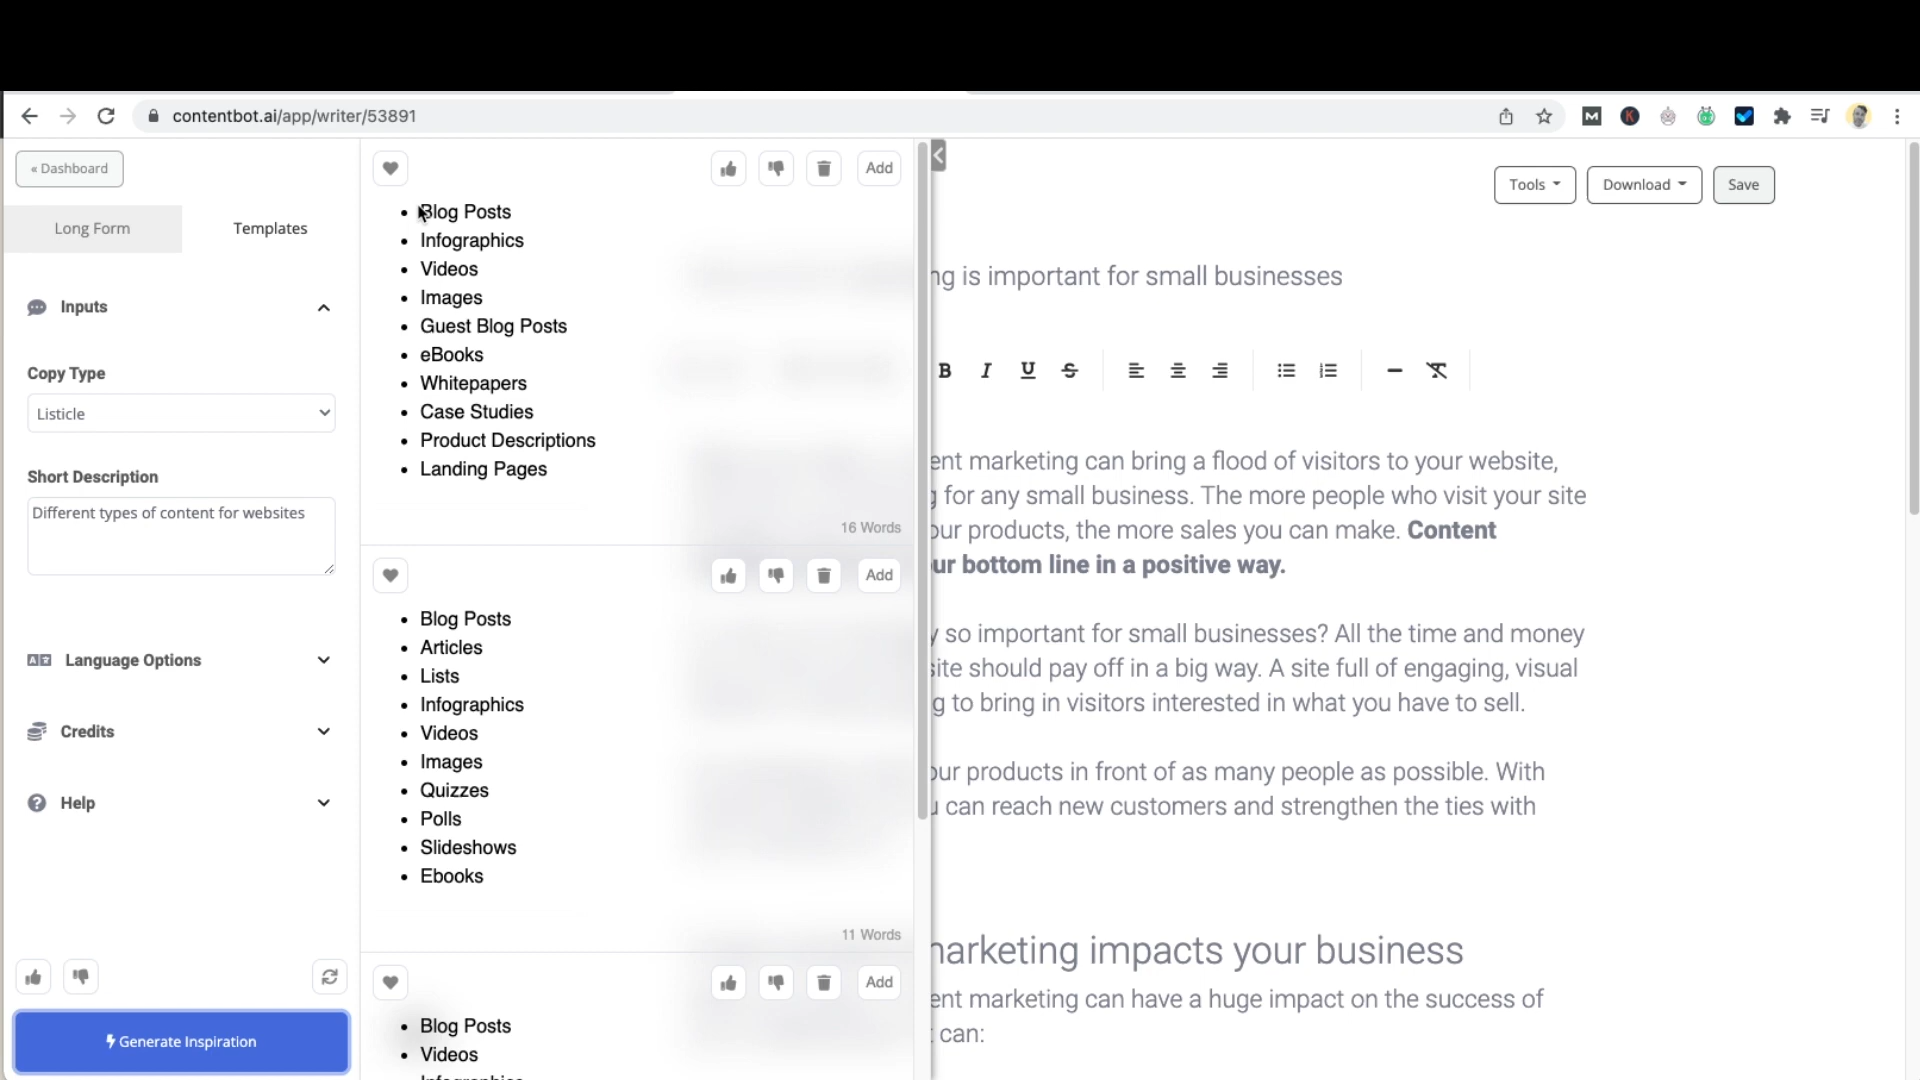 contentbot.ai/app/writer/53891
« Dashboard
Long Form
Templates
Inputs
Copy Type
Listicle
Short Description
Different types of content for websites
Language Options
Credits
Help
Generate Inspiration
Add
Blog Posts
Infographics
Videos
Images
Guest Blog Posts
eBooks
Whitepapers
Case Studies
Product Descriptions
Landing Pages
16 Words
Add
Blog Posts
Articles
Lists
Infographics
Videos
Images
Quizzes
Polls
Slideshows
Ebooks
11 Words
Add
Blog Posts
Videos
Tools
Download
Save
is important for small businesses
B I U S
marketing can bring a flood of visitors to your website,
for any small business. The more people who visit your site
products, the more sales you can make. Content
bottom line in a positive way.
so important for small businesses? All the time and money
site should pay off in a big way. A site full of engaging, visual
to bring in visitors interested in what you have to sell.
products in front of as many people as possible. With
can reach new customers and strengthen the ties with
marketing impacts your business
marketing can have a huge impact on the success of
can: